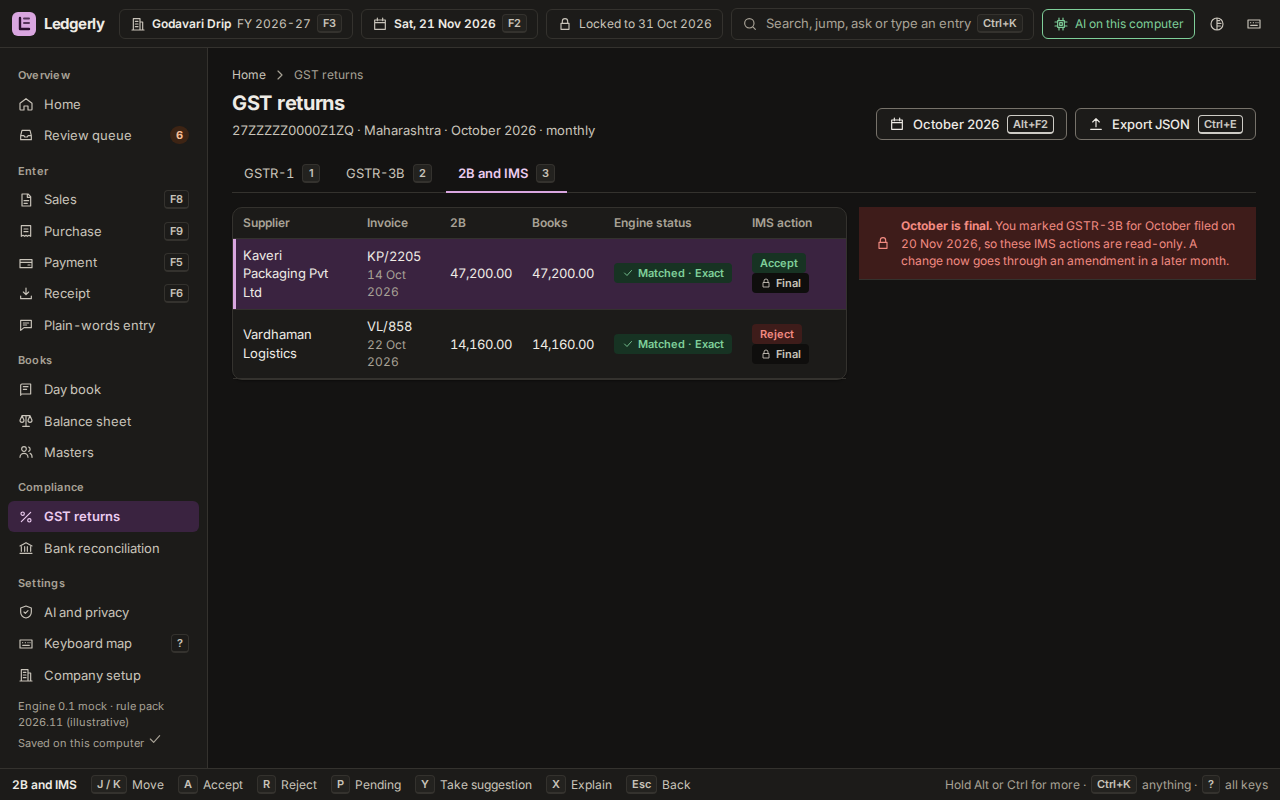 Ledgerly
Godavari Drip FY 2026-27 F3
Sat, 21 Nov 2026 F2
Locked to 31 Oct 2026
Search, jump, ask or type an entry Ctrl+K
AI on this computer
Overview
Home
Review queue 6
Enter
Sales F8
Purchase F9
Payment F5
Receipt F6
Plain-words entry
Books
Day book
Balance sheet
Masters
Compliance
GST returns
Bank reconciliation
Settings
AI and privacy
Keyboard map ?
Company setup
Engine 0.1 mock · rule pack
2026.11 (illustrative)
Saved on this computer
Home GST returns
GST returns
27ZZZZZ0000Z1ZQ · Maharashtra · October 2026 · monthly
October 2026 Alt+F2
Export JSON Ctrl+E
GSTR-1 1 GSTR-3B 2 2B and IMS 3
Supplier Invoice 2B Books Engine status IMS action
Kaveri
Packaging Pvt
Ltd
KP/2205
14 Oct
2026
47,200.00 47,200.00 Matched · Exact
Accept
Final
Vardhaman
Logistics
VL/858
22 Oct
2026
14,160.00 14,160.00 Matched · Exact
Reject
Final
October is final. You marked GSTR-3B for October filed on
20 Nov 2026, so these IMS actions are read-only. A
change now goes through an amendment in a later month.
2B and IMS J / K Move A Accept R Reject P Pending Y Take suggestion X Explain Esc Back
Hold Alt or Ctrl for more · Ctrl+K anything · ? all keys